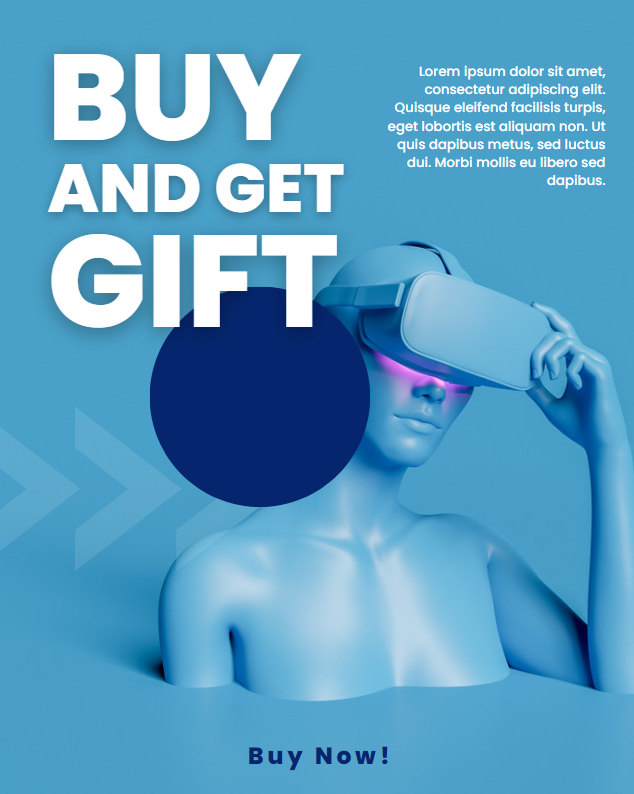 BUY
AND GET
GIFT
Lorem ipsum dolor sit amet,
consectetur adipiscing elit.
Quisque eleifend facilisis turpis,
eget lobortis est aliquam non. Ut
quis dapibus metus, sed luctus
dui. Morbi mollis eu libero sed
dapibus.
Buy Now!